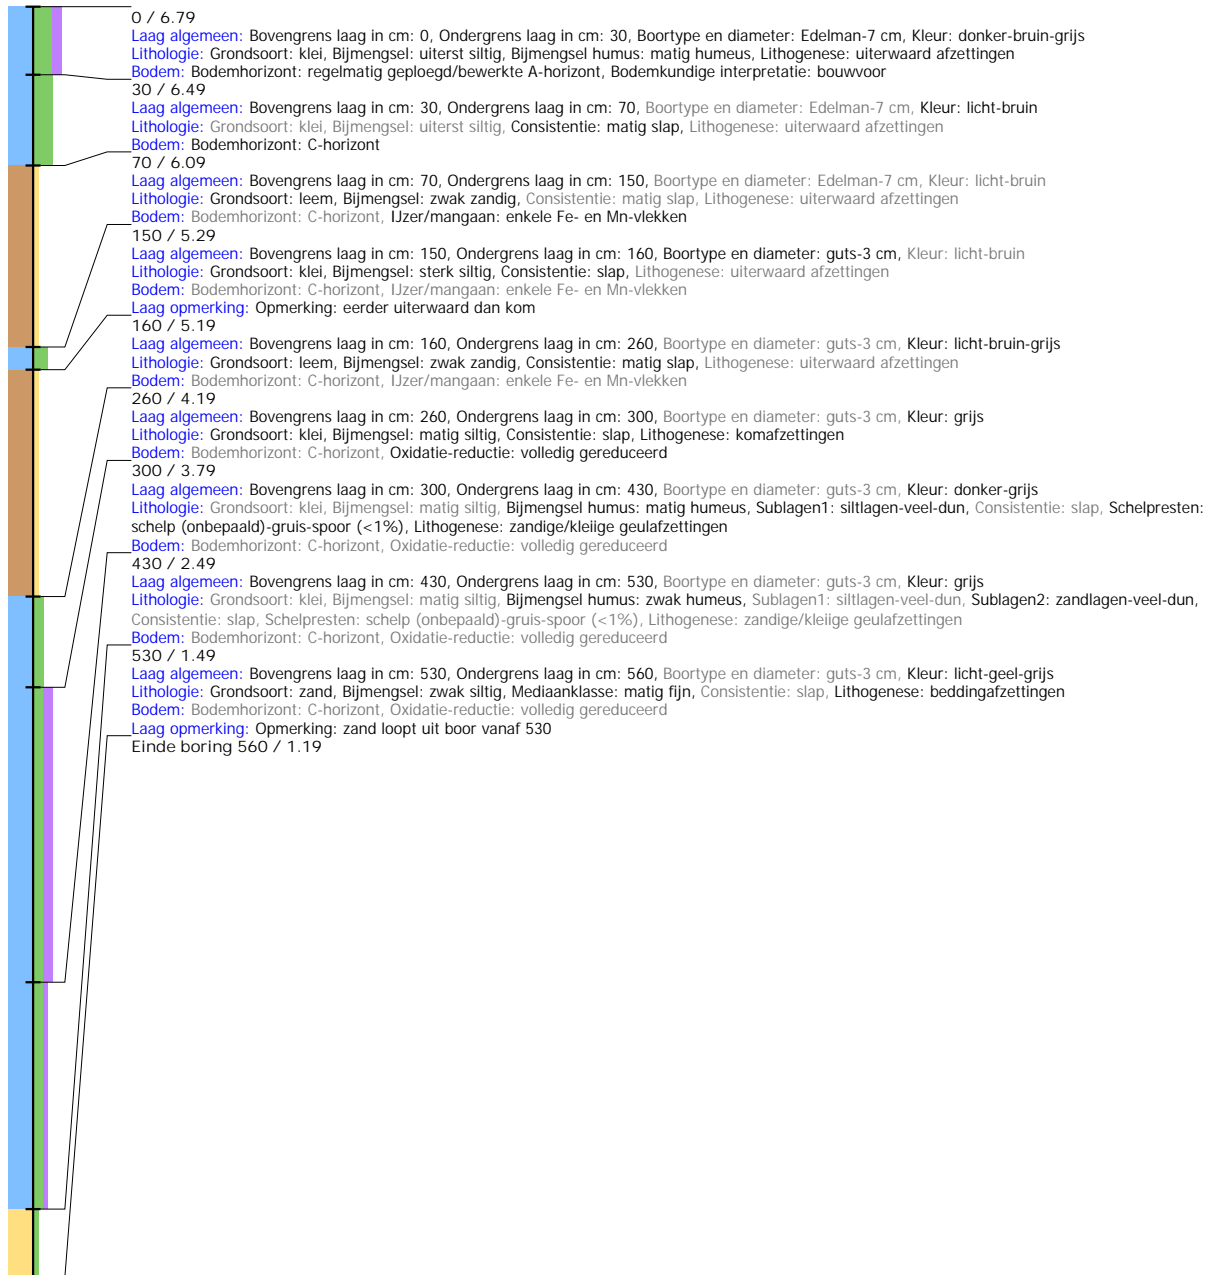 0 / 6.79
Laag algemeen: Bovengrens laag in cm: 0, Ondergrens laag in cm: 30, Boortype en diameter: Edelman-7 cm, Kleur: donker-bruin-grijs
Lithologie: Grondsoort: klei, Bijmengsel: uiterst siltig, Bijmengsel humus: matig humeus, Lithogenese: uiterwaard afzettingen
Bodem: Bodemhorizont: regelmatig geploegd/bewerkte A-horizont, Bodemkundige interpretatie: bouwvoor
30 / 6.49
Laag algemeen: Bovengrens laag in cm: 30, Ondergrens laag in cm: 70, Boortype en diameter: Edelman-7 cm, Kleur: licht-bruin
Lithologie: Grondsoort: klei, Bijmengsel: uiterst siltig, Consistentie: matig slap, Lithogenese: uiterwaard afzettingen
Bodem: Bodemhorizont: C-horizont
70 / 6.09
Laag algemeen: Bovengrens laag in cm: 70, Ondergrens laag in cm: 150, Boortype en diameter: Edelman-7 cm, Kleur: licht-bruin
Lithologie: Grondsoort: leem, Bijmengsel: zwak zandig, Consistentie: matig slap, Lithogenese: uiterwaard afzettingen
Bodem: Bodemhorizont: C-horizont, IJzer/mangaan: enkele Fe- en Mn-vlekken
150 / 5.29
Laag algemeen: Bovengrens laag in cm: 150, Ondergrens laag in cm: 160, Boortype en diameter: guts-3 cm, Kleur: licht-bruin
Lithologie: Grondsoort: klei, Bijmengsel: sterk siltig, Consistentie: slap, Lithogenese: uiterwaard afzettingen
Bodem: Bodemhorizont: C-horizont, IJzer/mangaan: enkele Fe- en Mn-vlekken
Laag opmerking: Opmerking: eerder uiterwaard dan kom
160 / 5.19
Laag algemeen: Bovengrens laag in cm: 160, Ondergrens laag in cm: 260, Boortype en diameter: guts-3 cm, Kleur: licht-bruin-grijs
Lithologie: Grondsoort: leem, Bijmengsel: zwak zandig, Consistentie: matig slap, Lithogenese: uiterwaard afzettingen
Bodem: Bodemhorizont: C-horizont, IJzer/mangaan: enkele Fe- en Mn-vlekken
260 / 4.19
Laag algemeen: Bovengrens laag in cm: 260, Ondergrens laag in cm: 300, Boortype en diameter: guts-3 cm, Kleur: grijs
Lithologie: Grondsoort: klei, Bijmengsel: matig siltig, Consistentie: slap, Lithogenese: komafzettingen
Bodem: Bodemhorizont: C-horizont, Oxidatie-reductie: volledig gereduceerd
300 / 3.79
Laag algemeen: Bovengrens laag in cm: 300, Ondergrens laag in cm: 430, Boortype en diameter: guts-3 cm, Kleur: donker-grijs
Lithologie: Grondsoort: klei, Bijmengsel: matig siltig, Bijmengsel humus: matig humeus, Sublagen1: siltlagen-veel-dun, Consistentie: slap, Schelpresten:
schelp (onbepaald)-gruis-spoor (<1%), Lithogenese: zandige/kleiige geulafzettingen
Bodem: Bodemhorizont: C-horizont, Oxidatie-reductie: volledig gereduceerd
430 / 2.49
Laag algemeen: Bovengrens laag in cm: 430, Ondergrens laag in cm: 530, Boortype en diameter: guts-3 cm, Kleur: grijs
Lithologie: Grondsoort: klei, Bijmengsel: matig siltig, Bijmengsel humus: zwak humeus, Sublagen1: siltlagen-veel-dun, Sublagen2: zandlagen-veel-dun,
Consistentie: slap, Schelpresten: schelp (onbepaald)-gruis-spoor (<1%), Lithogenese: zandige/kleiige geulafzettingen
Bodem: Bodemhorizont: C-horizont, Oxidatie-reductie: volledig gereduceerd
530 / 1.49
Laag algemeen: Bovengrens laag in cm: 530, Ondergrens laag in cm: 560, Boortype en diameter: guts-3 cm, Kleur: licht-geel-grijs
Lithologie: Grondsoort: zand, Bijmengsel: zwak siltig, Mediaanklasse: matig fijn, Consistentie: slap, Lithogenese: beddingafzettingen
Bodem: Bodemhorizont: C-horizont, Oxidatie-reductie: volledig gereduceerd
Laag opmerking: Opmerking: zand loopt uit boor vanaf 530
Einde boring 560 / 1.19